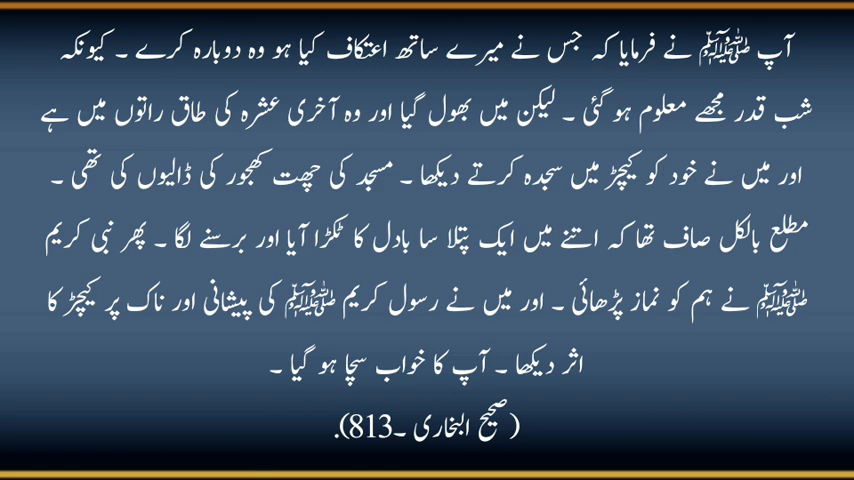 آپ ﷺ نے فرمایا کہ جس نے میرے ساتھ اعتکاف کیا ہو وہ دوبارہ کرے ۔ کیونکہ
شب قدر مجھے معلوم ہو گئی ۔ لیکن میں بھول گیا اور وہ آخری عشرہ کی طاق راتوں میں ہے
اور میں نے خود کو کیچڑ میں سجدہ کرتے دیکھا ۔ مسجد کی چھت کھجور کی ڈالیوں کی تھی ۔
مطلع بالکل صاف تھا کہ اتنے میں ایک پتلا سا بادل کا ٹکڑا آیا اور برسنے لگا ۔ پھر نبی کریم
ﷺ نے ہم کو نماز پڑھائی ۔ اور میں نے رسول کریم ﷺ کی پیشانی اور ناک پر کیچڑ کا
اثر دیکھا ۔ آپ کا خواب سچا ہو گیا ۔
(صحیح البخاری ۔813).